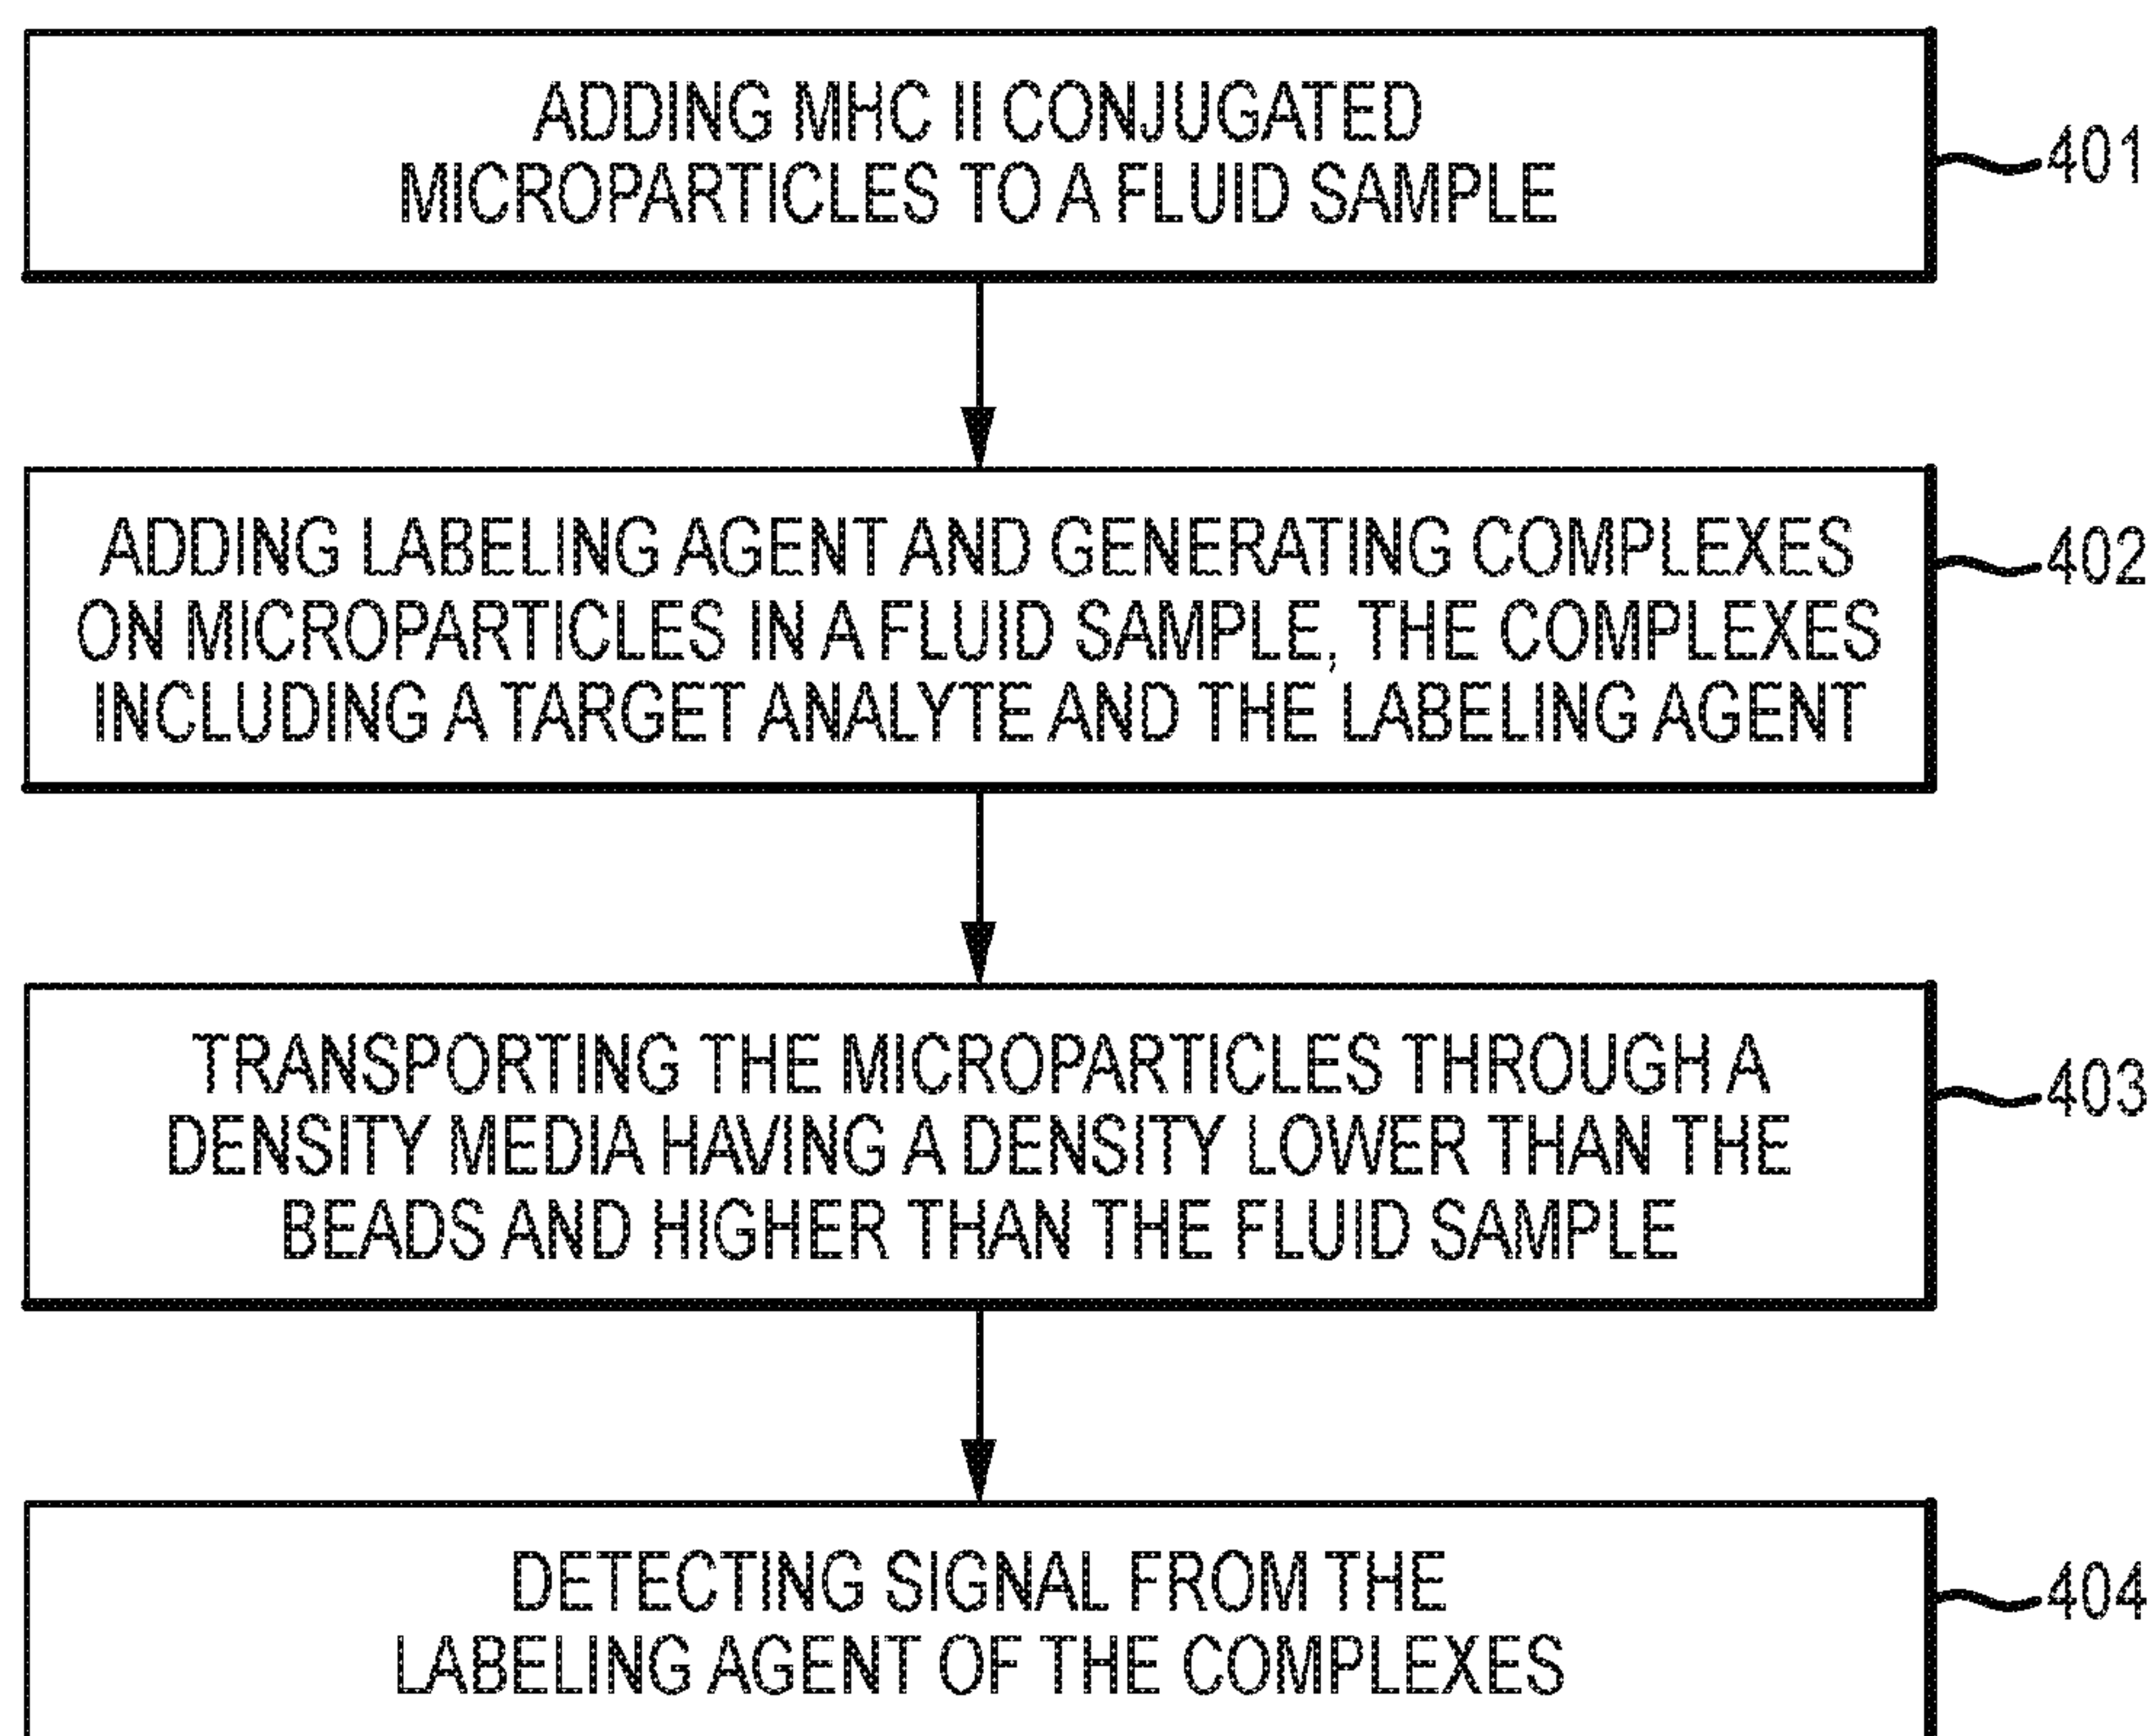 ADDING MHC II CONJUGATED
MICROPARTICLES TO A FLUID SAMPLE
401
ADDING LABELING AGENT AND GENERATING COMPLEXES
ON MICROPARTICLES IN A FLUID SAMPLE, THE COMPLEXES
INCLUDING A TARGET ANALYTE AND THE LABELING AGENT
402
TRANSPORTING THE MICROPARTICLES THROUGH A
DENSITY MEDIA HAVING A DENSITY LOWER THAN THE
BEADS AND HIGHER THAN THE FLUID SAMPLE
403
DETECTING SIGNAL FROM THE
LABELING AGENT OF THE COMPLEXES
404